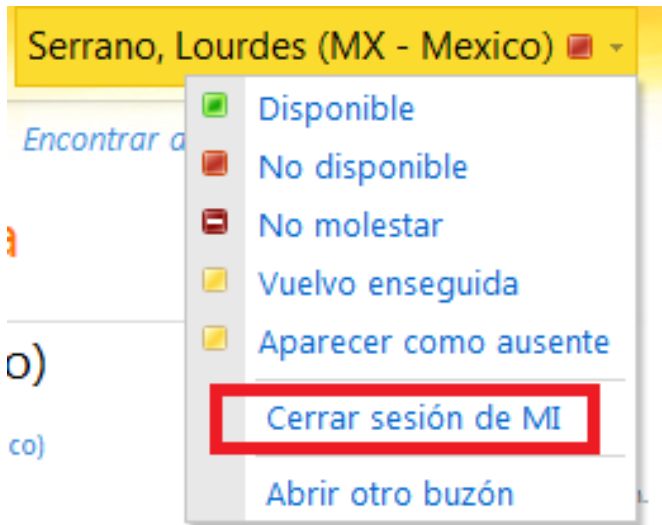 Serrano, Lourdes (MX - Mexico)
Disponible
Encontrar a
No disponible
No molestar
Vuelvo enseguida
Aparecer como ausente
o)
Cerrar sesión de MI
co)
Abrir otro buzón